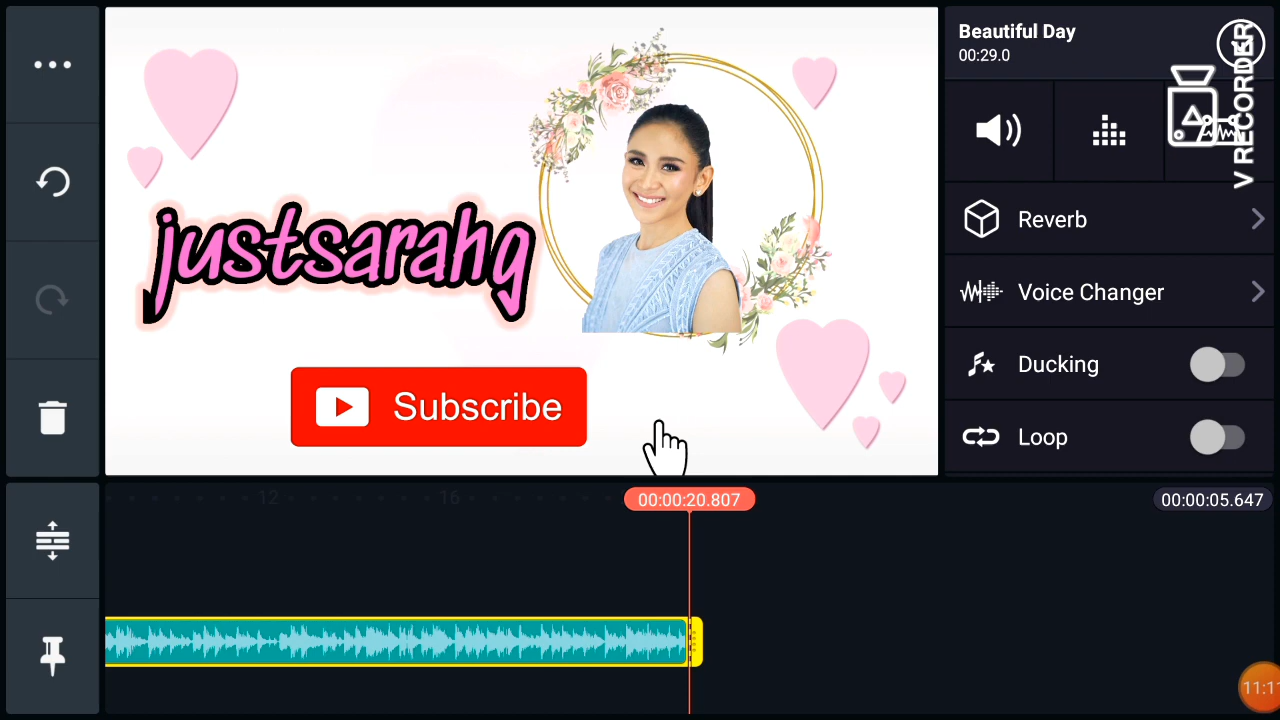 Beautiful Day
00:29.0
V RECORDER
justsarahg
Reverb
Voice Changer
Ducking
Subscribe
Loop
12
16
00:00:20.807
00:00:05.647